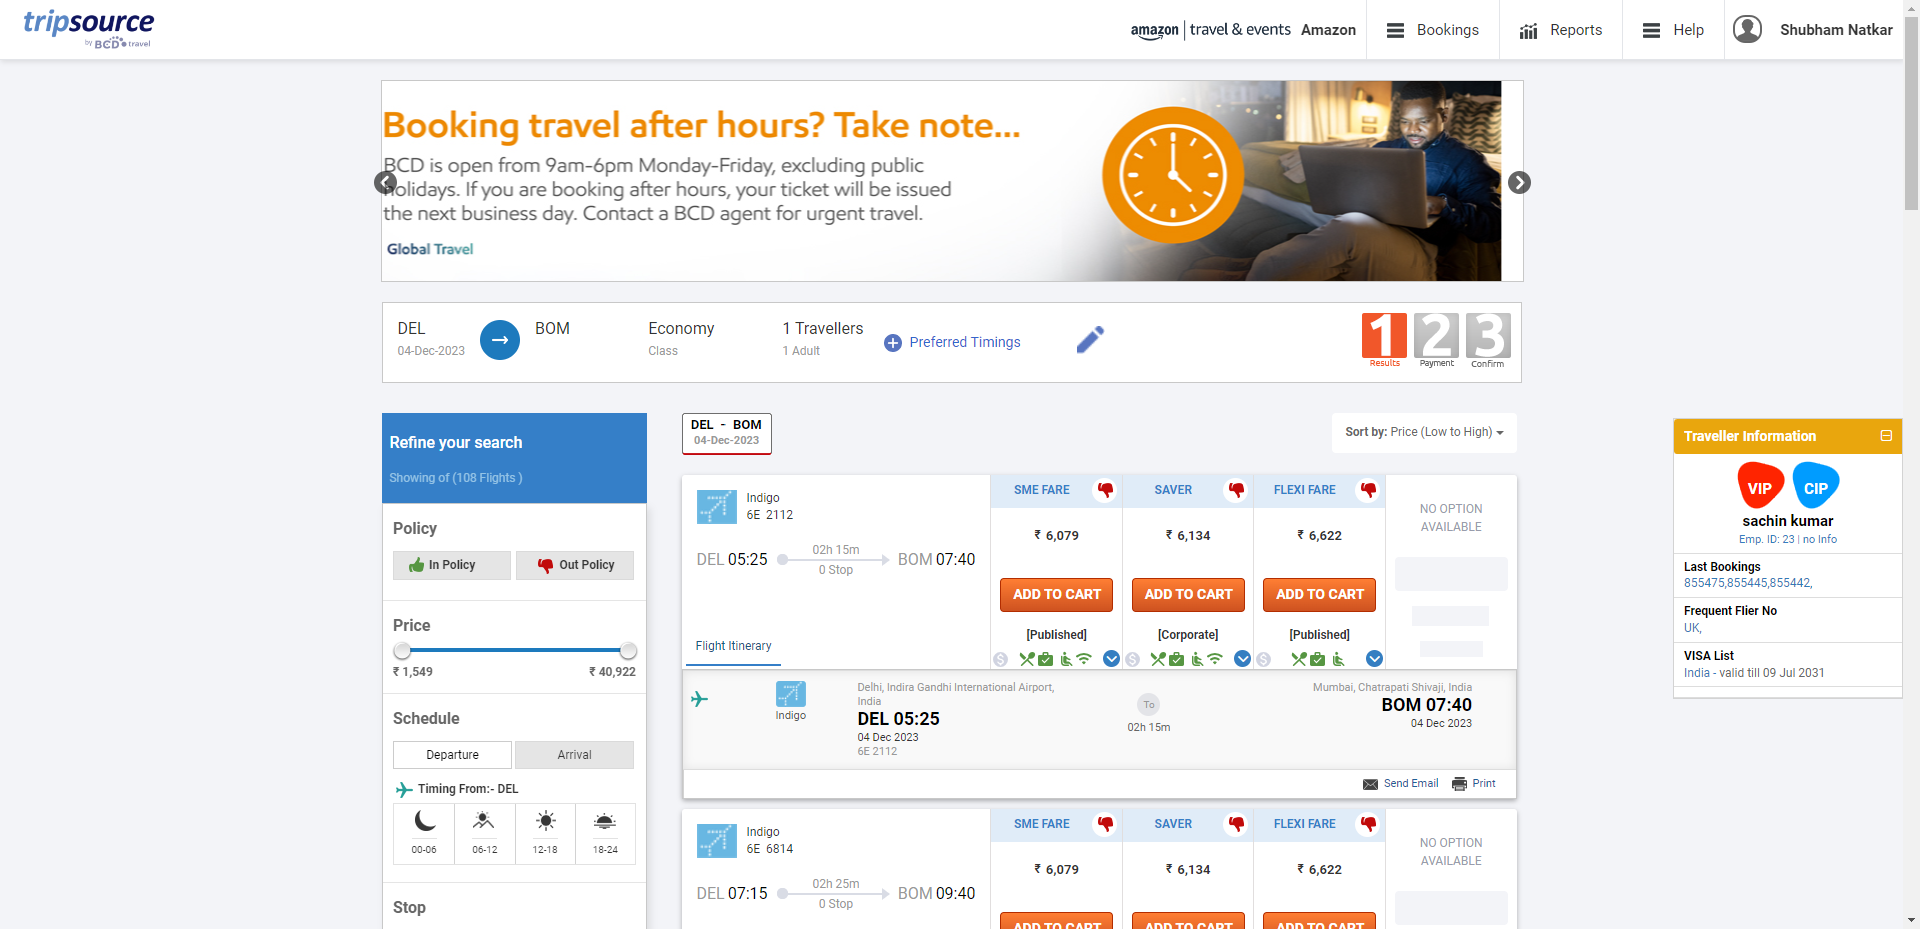 tripsource
by BCD travel
amazon travel & events Amazon
Bookings
Reports
Help
Shubham Natkar
Booking travel after hours? Take note...
BCD is open from 9am-6pm Monday-Friday, excluding public
holidays. If you are booking after hours, your ticket will be issued
the next business day. Contact a BCD agent for urgent travel.
Global Travel
DEL
04-Dec-2023
BOM
Economy
Class
1 Travellers
1 Adult
Preferred Timings
1 2 3
Results Payment Confirm
Refine your search
Showing of (108 Flights )
Policy
In Policy
Out Policy
Price
₹ 1,549
₹ 40,922
Schedule
Departure
Arrival
Timing From:- DEL
00-06
06-12
12-18
18-24
Stop
DEL - BOM
04-Dec-2023
Sort by: Price (Low to High)
Indigo
6E 2112
DEL 05:25
02h 15m
0 Stop
BOM 07:40
Flight Itinerary
SME FARE
₹ 6,079
ADD TO CART
[Published]
SAVER
₹ 6,134
ADD TO CART
[Corporate]
FLEXI FARE
₹ 6,622
ADD TO CART
[Published]
NO OPTION
AVAILABLE
Indigo
Delhi, Indira Gandhi International Airport,
India
DEL 05:25
04 Dec 2023
6E 2112
To
02h 15m
Mumbai, Chatrapati Shivaji, India
BOM 07:40
04 Dec 2023
Send Email
Print
Indigo
6E 6814
DEL 07:15
02h 25m
0 Stop
BOM 09:40
SME FARE
₹ 6,079
ADD TO CART
SAVER
₹ 6,134
ADD TO CART
FLEXI FARE
₹ 6,622
ADD TO CART
NO OPTION
AVAILABLE
Traveller Information
VIP
CIP
sachin kumar
Emp. ID: 23 | no Info
Last Bookings
855475,855445,855442,
Frequent Flier No
UK,
VISA List
India - valid till 09 Jul 2031